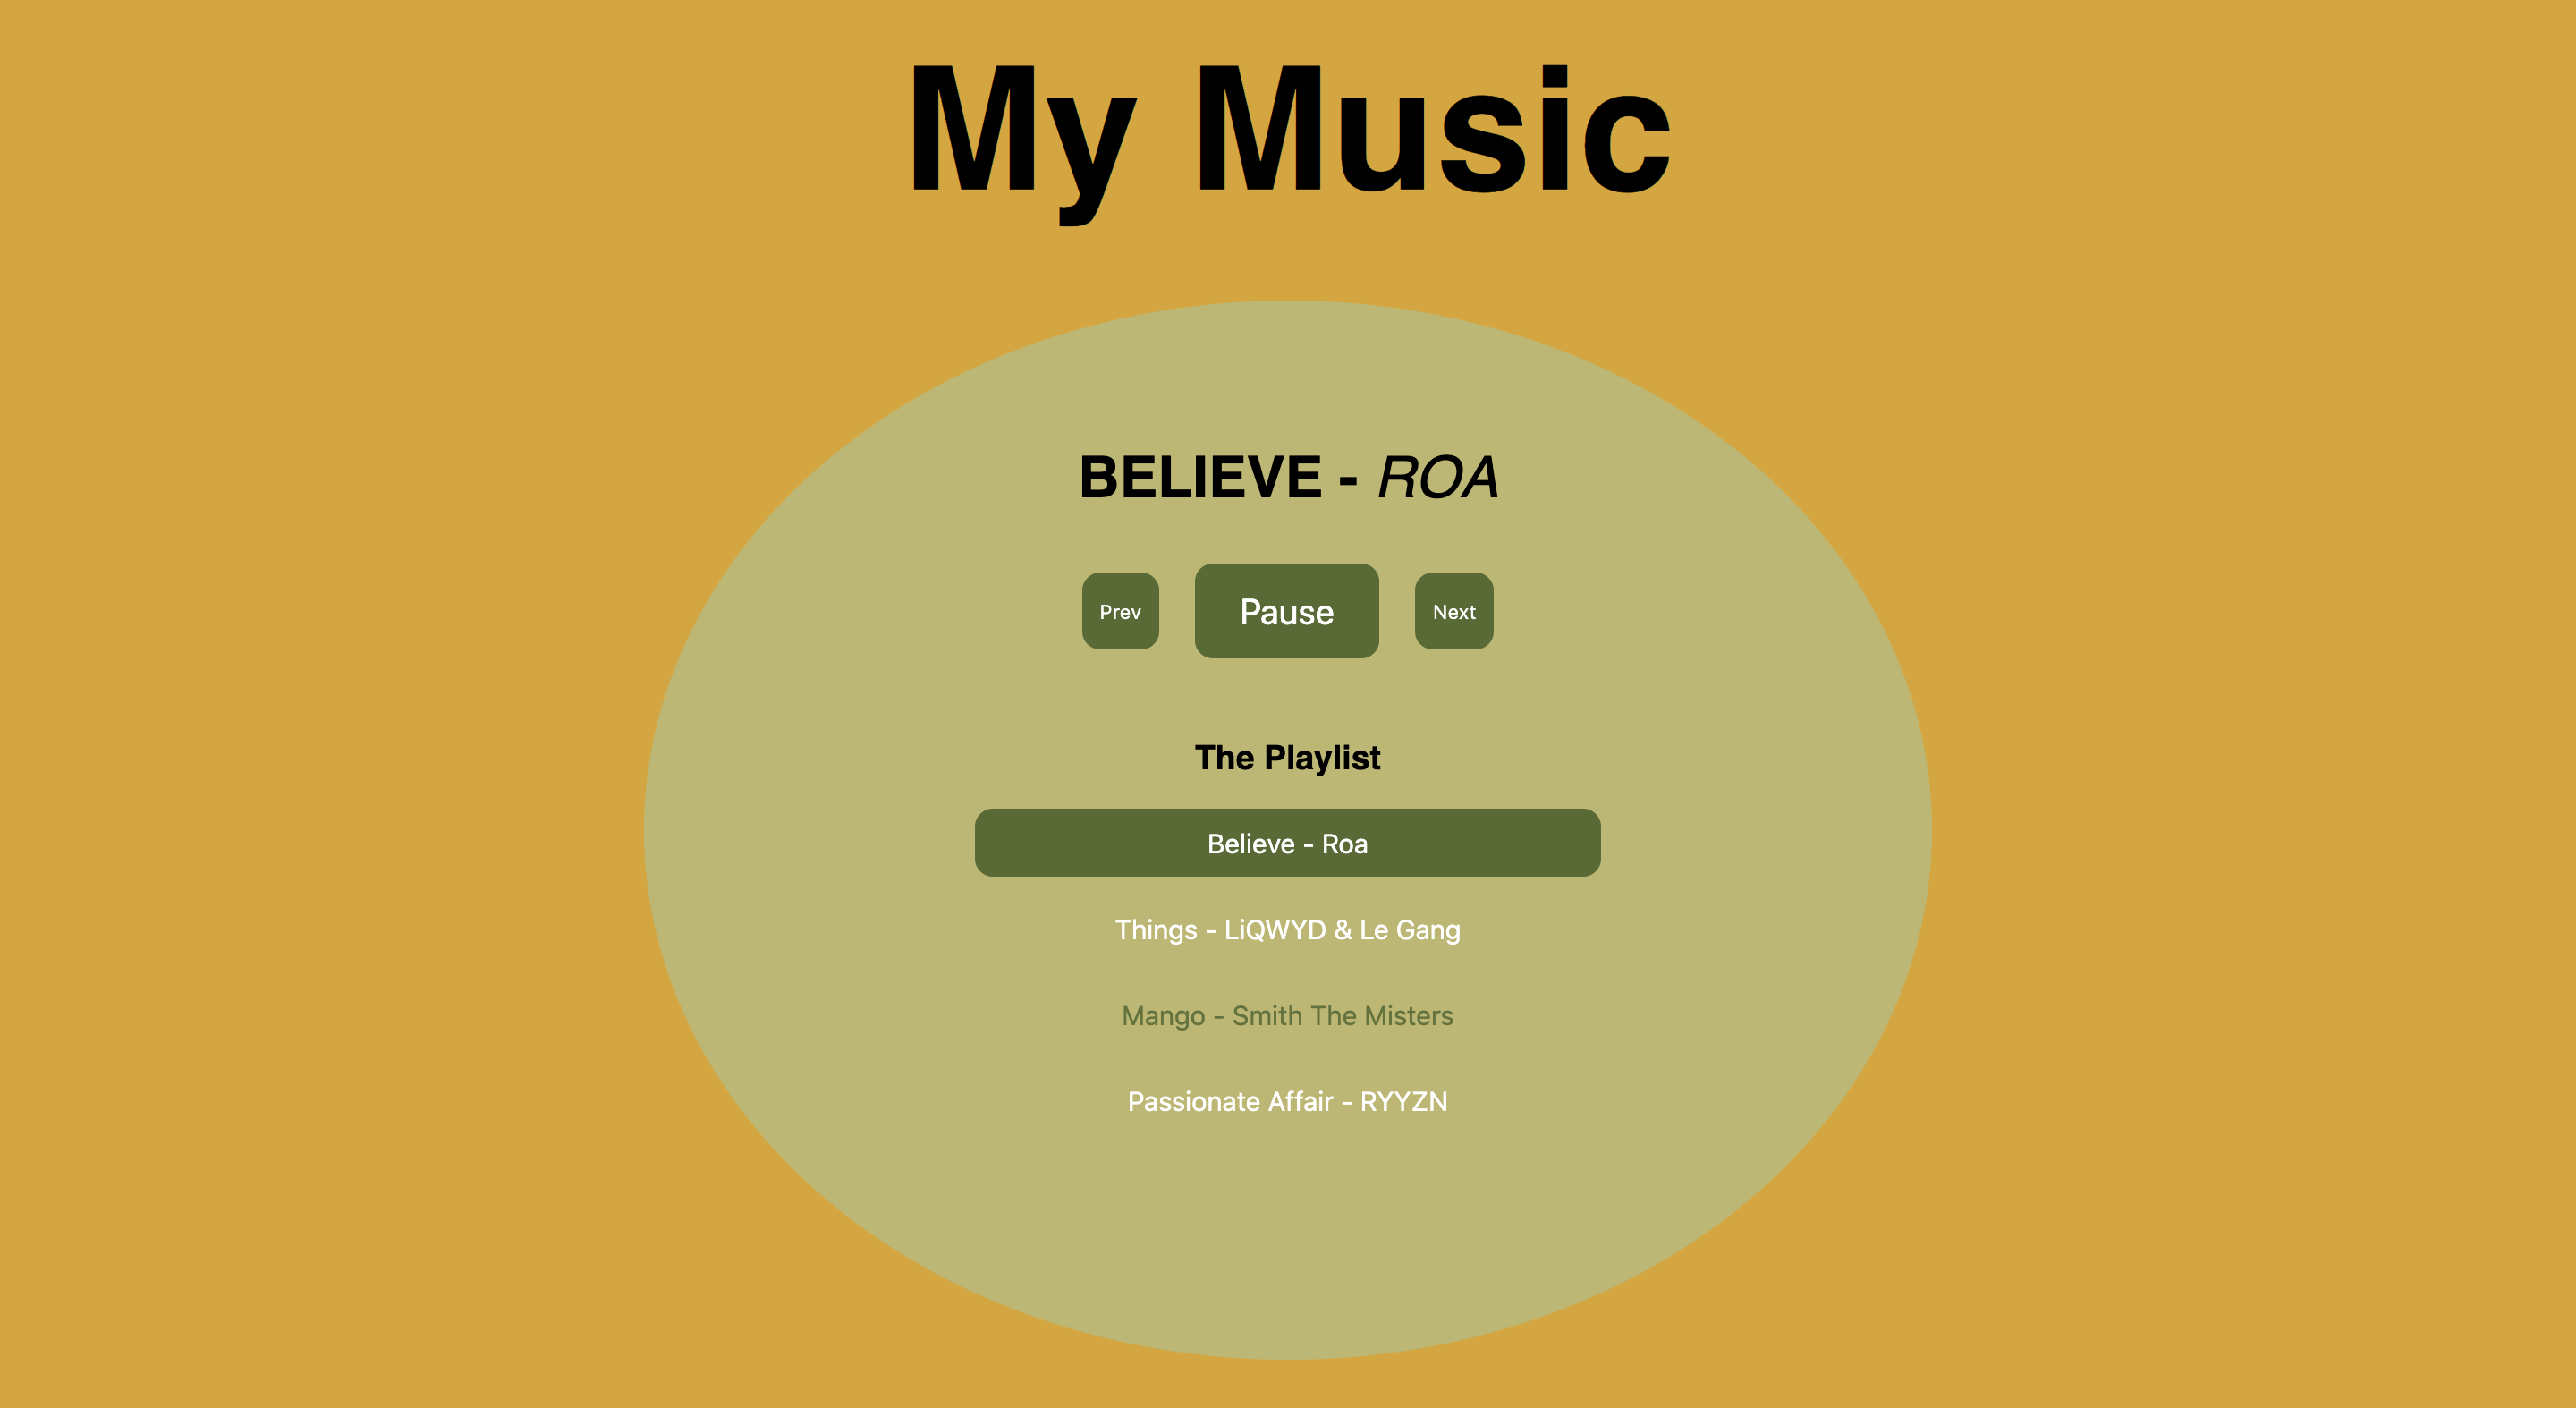 My Music
BELIEVE - ROA
Prev Pause Next
The Playlist
Believe - Roa
Things - LiQWYD & Le Gang
Mango - Smith The Misters
Passionate Affair - RYYZN